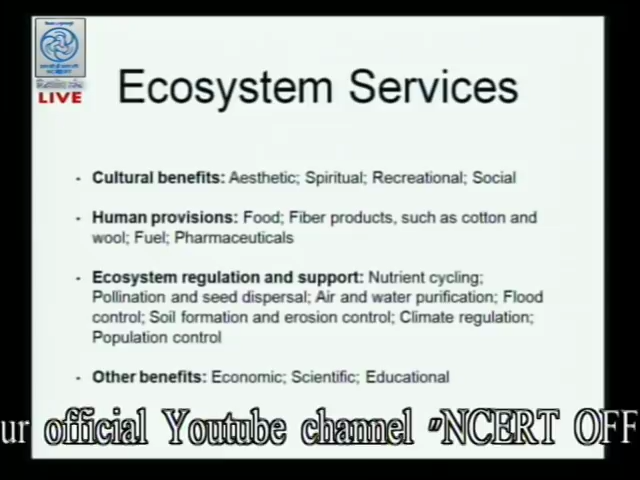 NCERT
LIVE
Ecosystem Services
- Cultural benefits: Aesthetic; Spiritual; Recreational; Social
- Human provisions: Food; Fiber products, such as cotton and
wool; Fuel; Pharmaceuticals
- Ecosystem regulation and support: Nutrient cycling;
Pollination and seed dispersal; Air and water purification; Flood
control; Soil formation and erosion control; Climate regulation;
Population control
- Other benefits: Economic; Scientific; Educational
ur official Youtube channel "NCERT OFF